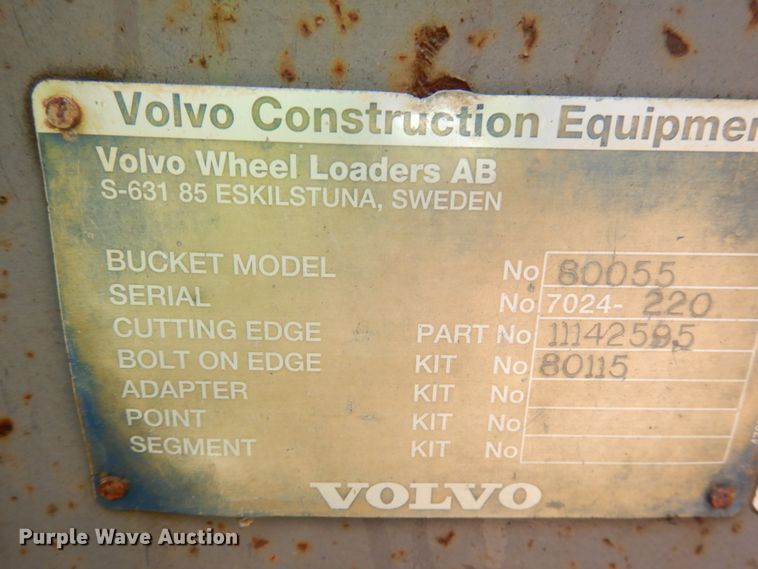 Volvo Construction Equipmen
Volvo Wheel Loaders AB
S-631 85 ESKILSTUNA, SWEDEN
BUCKET MODEL No 80055
SERIAL No 7024- 220
CUTTING EDGE PART No 11142595
BOLT ON EDGE KIT No 80115
ADAPTER KIT No
POINT KIT No
SEGMENT KIT No
VOLVO
Purple Wave Auction